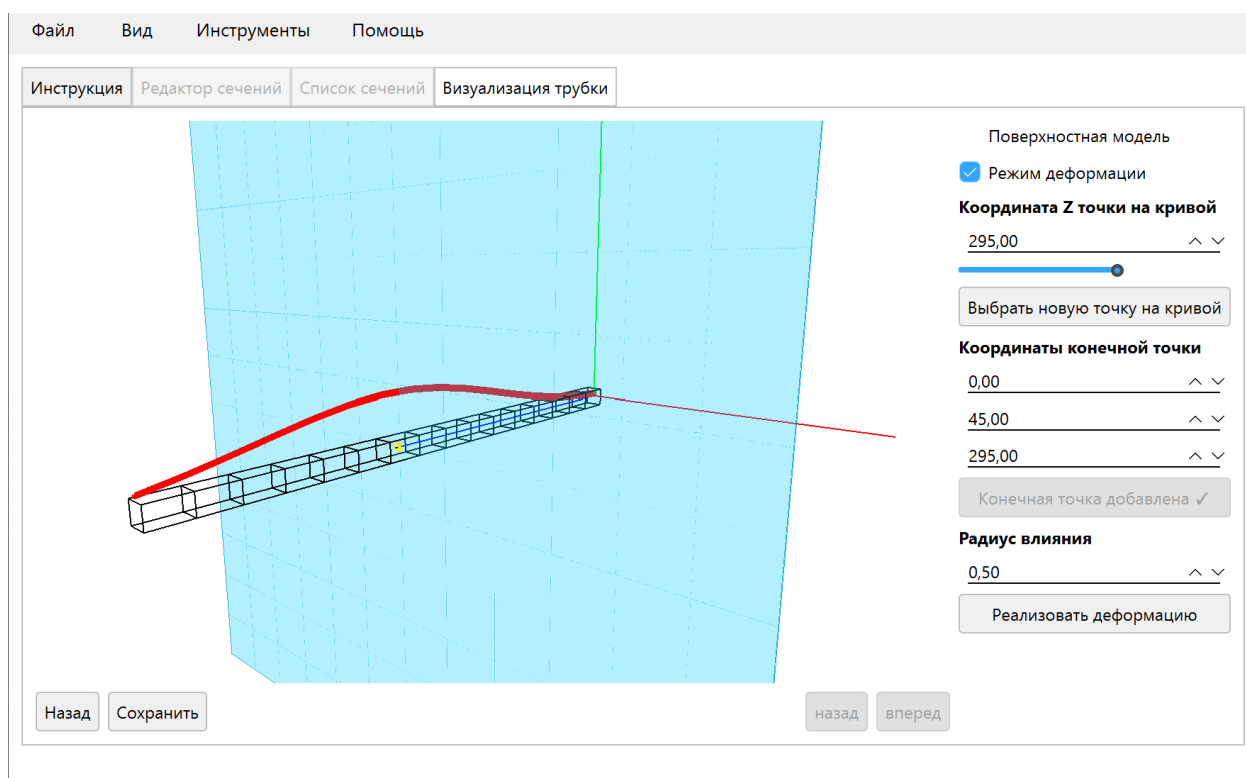 Файл Вид Инструменты Помощь
Инструкция Редактор сечений Список сечений Визуализация трубки
Поверхностная модель
Режим деформации
Координата Z точки на кривой
295,00
Выбрать новую точку на кривой
Координаты конечной точки
0,00
45,00
295,00
Конечная точка добавлена ✓
Радиус влияния
0,50
Реализовать деформацию
Назад Сохранить назад вперед